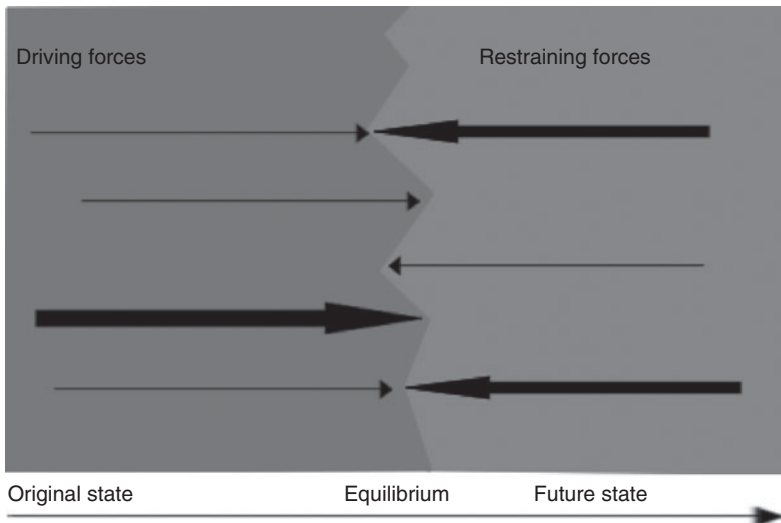 Driving forces
Restraining forces
Original state
Equilibrium
Future state